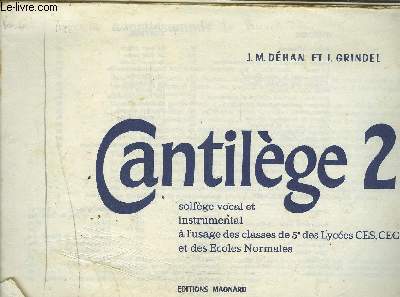 Le-livre.com
J.M. DÉHAN ET J. GRINDEL
Cantilège 2
solfège vocal et
instrumental
à l'usage des classes de 5e des Lycées CES, CEG
et des Ecoles Normales
EDITIONS MAGNARD